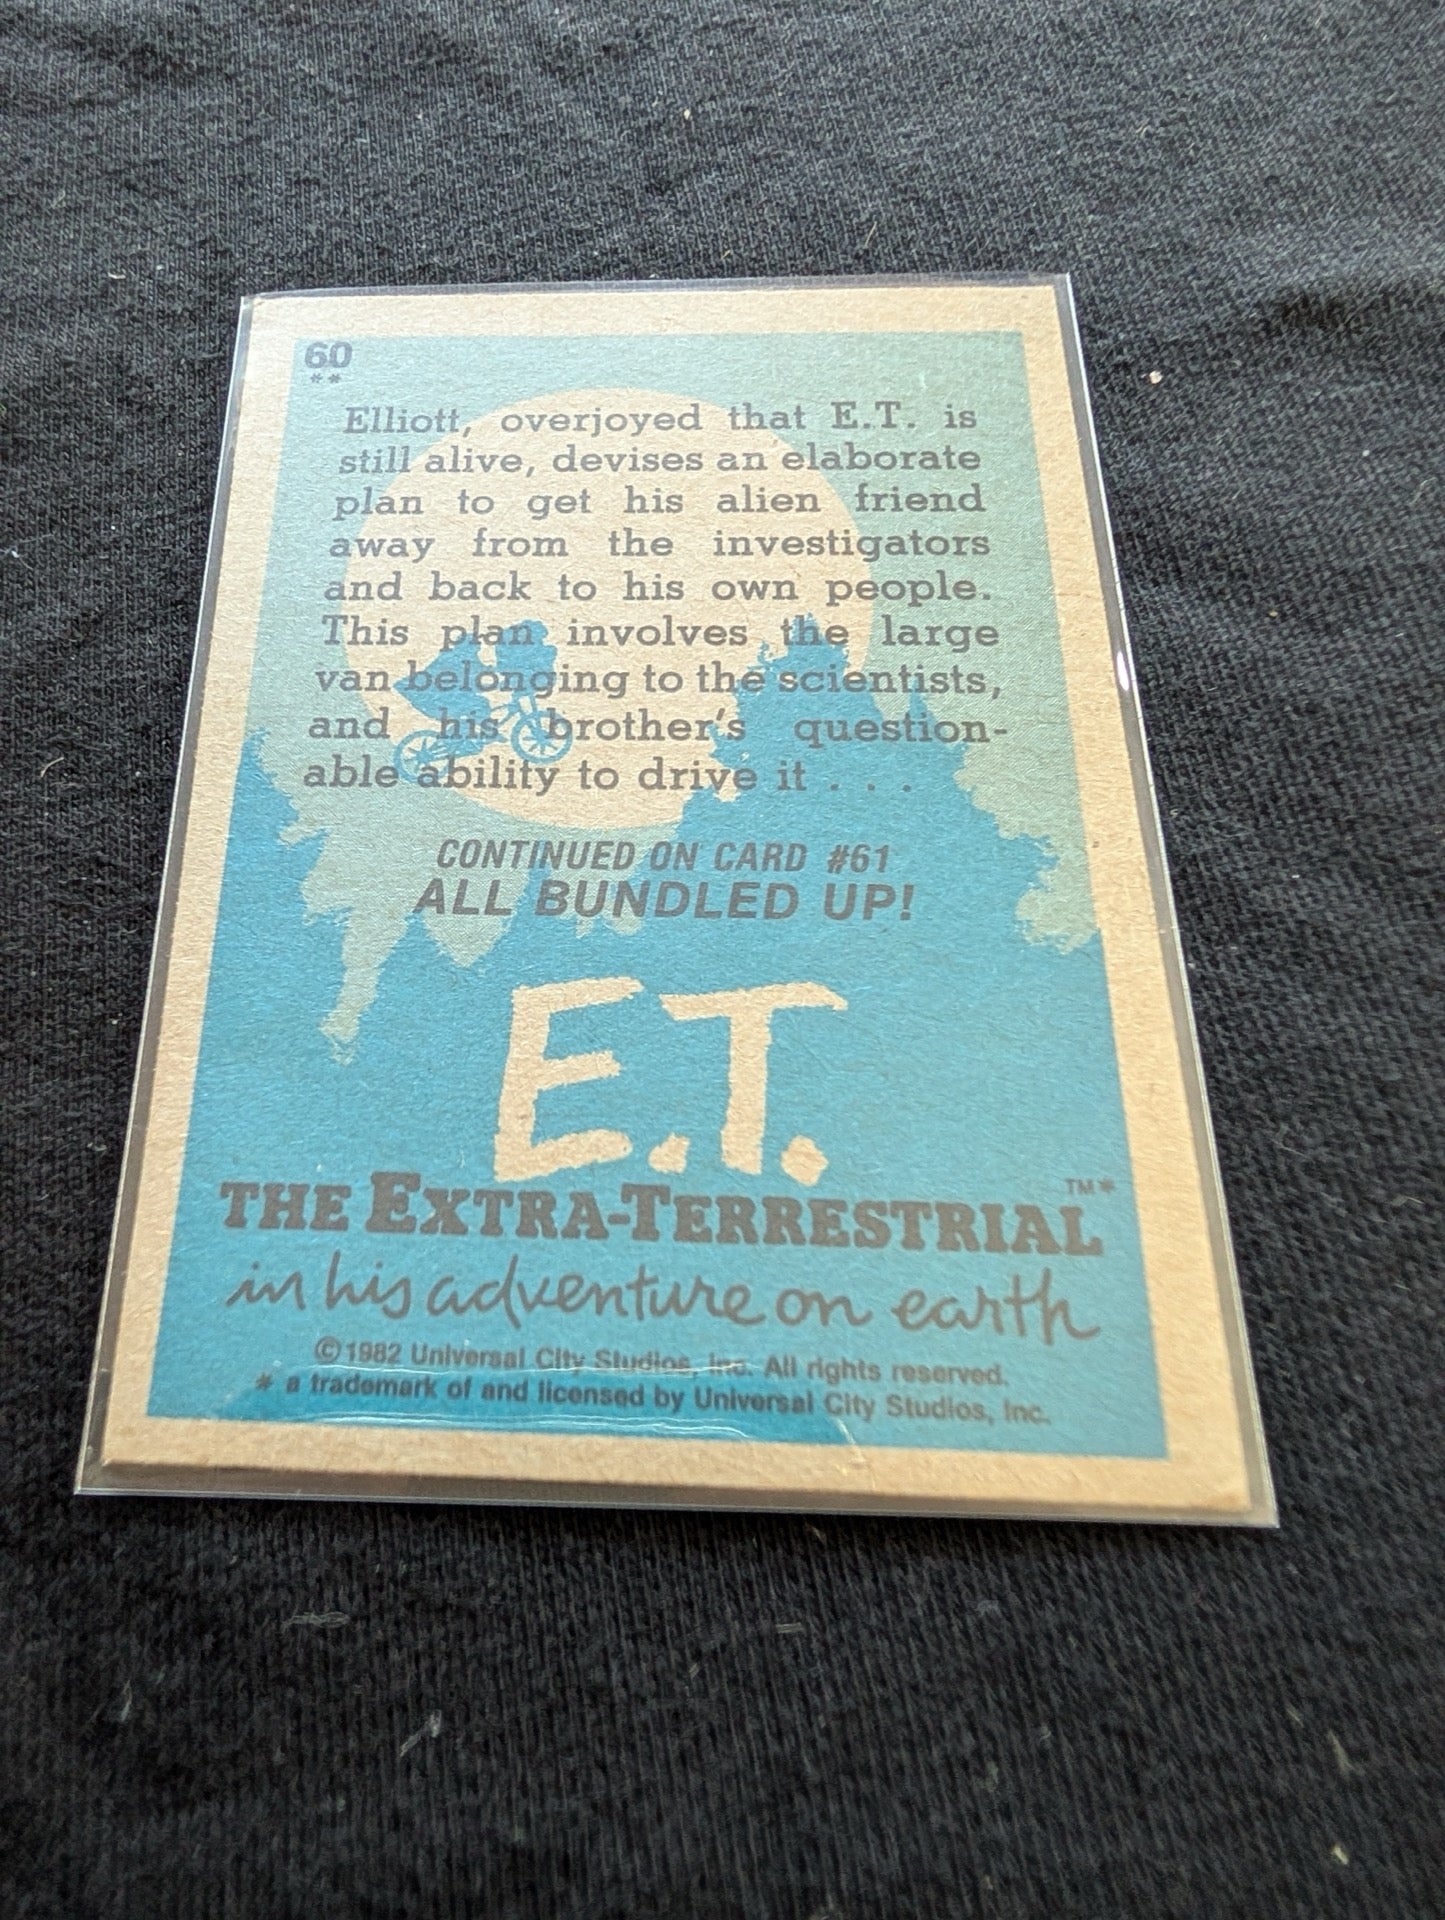 60
**
Elliott, overjoyed that E.T. is
still alive, devises an elaborate
plan to get his alien friend
away from the investigators
and back to his own people.
This plan involves the large
van belonging to the scientists,
and his brother's question-
able ability to drive it . . .
CONTINUED ON CARD #61
ALL BUNDLED UP!
E.T.
THE EXTRA-TERRESTRIAL™*
in his adventure on earth
©1982 Universal City Studios, Inc. All rights reserved.
* a trademark of and licensed by Universal City Studios, Inc.